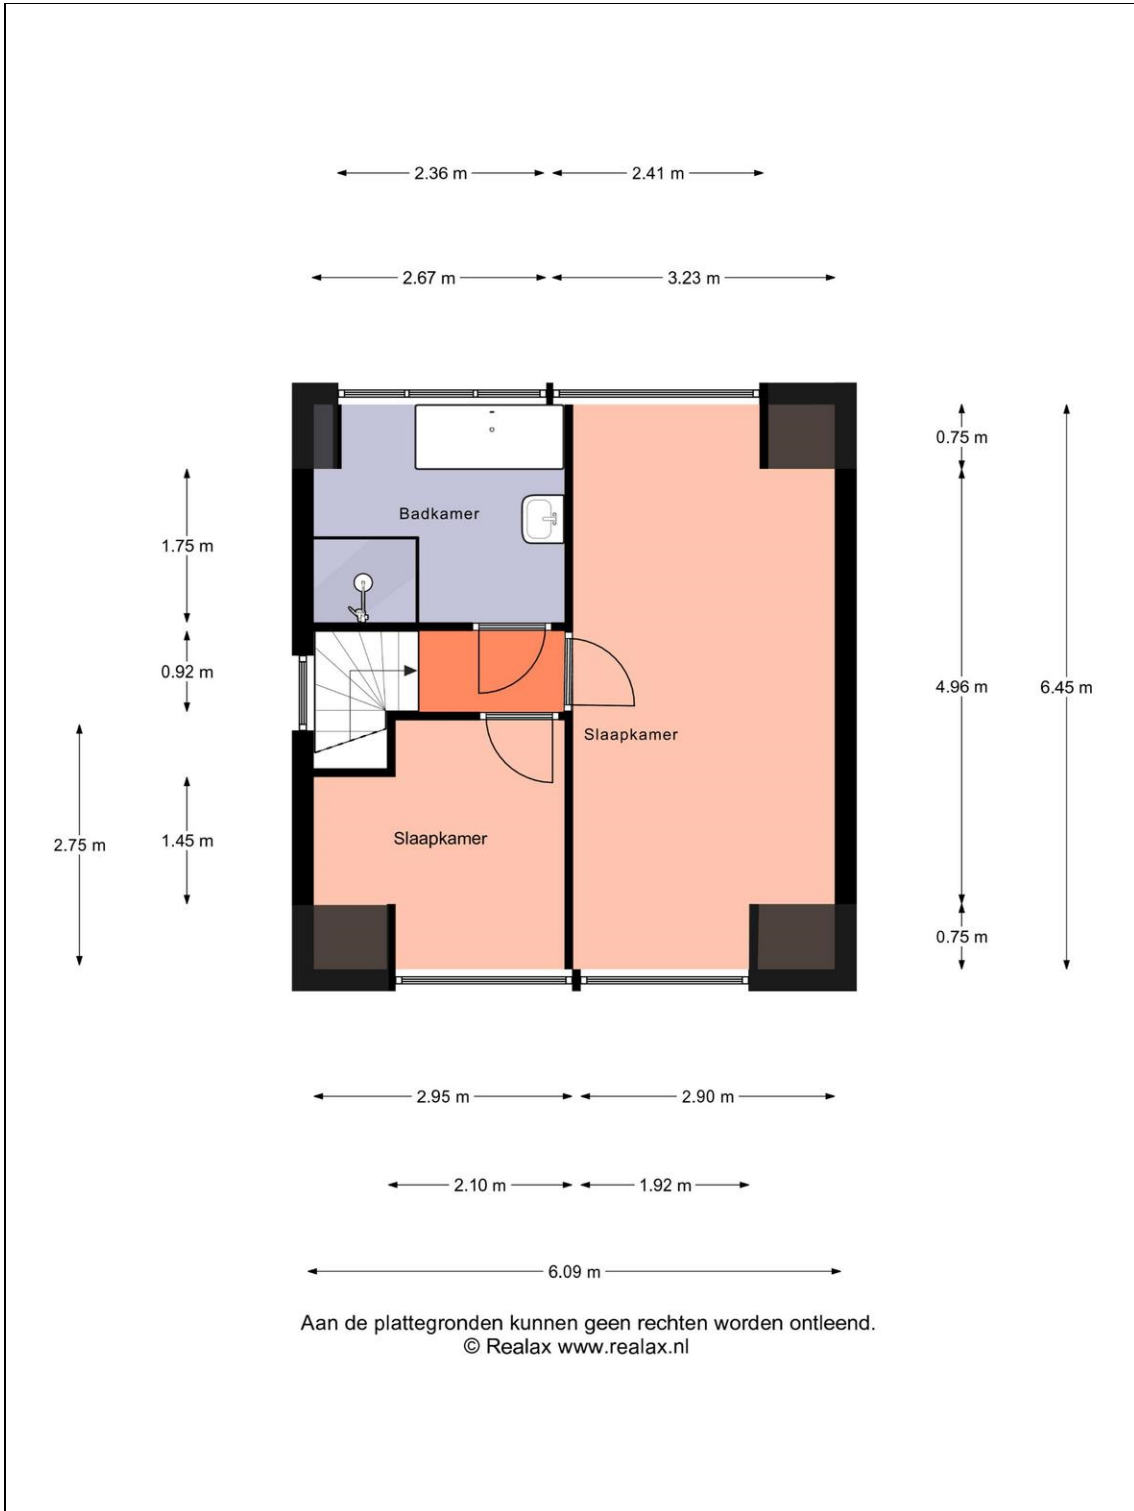 2.36 m
2.41 m
2.67 m
3.23 m
0.75 m
Badkamer
1.75 m
0.92 m
4.96 m
6.45 m
Slaapkamer
Slaapkamer
1.45 m
2.75 m
0.75 m
2.95 m
2.90 m
2.10 m
1.92 m
6.09 m
Aan de plattegronden kunnen geen rechten worden ontleend.
© Realax www.realax.nl